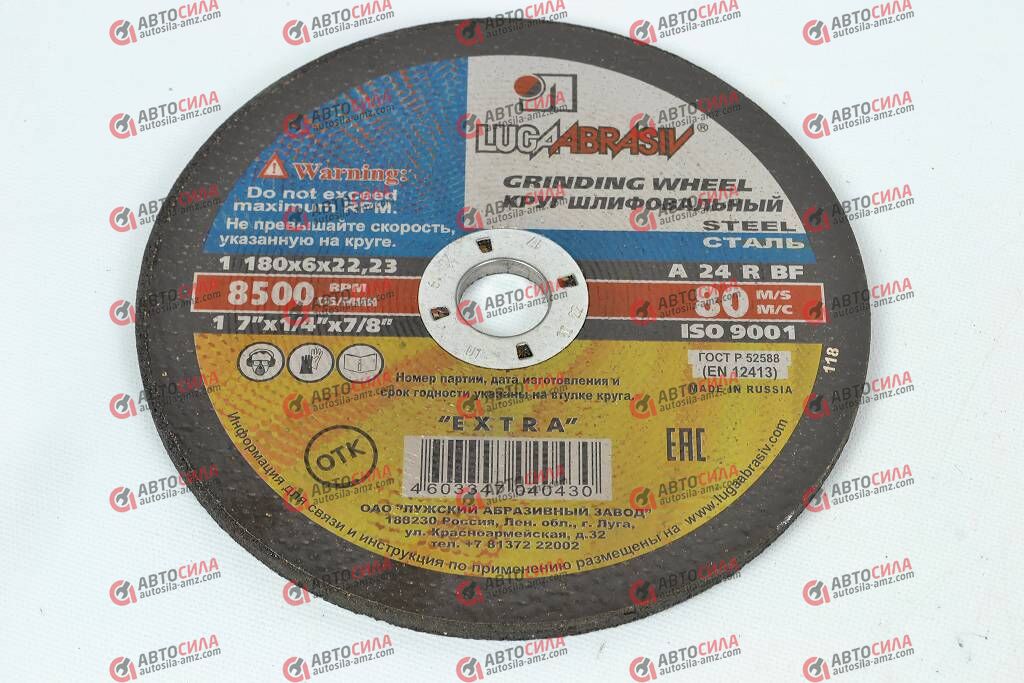 LUGAABRASIV®
GRINDING WHEEL
КРУГ ШЛИФОВАЛЬНЫЙ
STEEL
СТАЛЬ
Warning:
Do not exceed
maximum RPM.
Не превышайте скорость,
указанную на круге.
1 180x6x22,23
8500 RPM
ОБ/МИН
1 7"x1/4"x7/8"
A 24 R BF
80 M/S
М/С
ISO 9001
ГОСТ Р 52588
(EN 12413)
MADE IN RUSSIA
118
Номер партии, дата изготовления и
срок годности указаны на втулке круга.
"EXTRA"
ОТК
EAC
4603347040430
ОАО "ЛУЖСКИЙ АБРАЗИВНЫЙ ЗАВОД"
188230 Россия, Лен. обл., г. Луга,
ул. Красноармейская, д.32
тел. +7 81372 22002
Информация для связи и инструкция по применению размещены на www.lugaabrasiv.com
АВТОСИЛА
autosila-amz.com